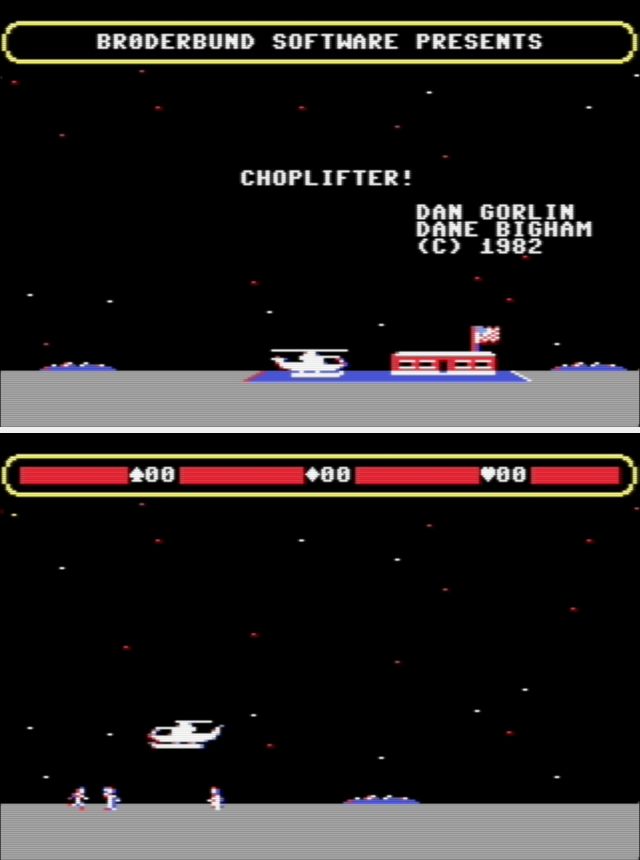 BRØDERBUND SOFTWARE PRESENTS
CHOPLIFTER!
DAN GORLIN
DANE BIGHAM
(C) 1982
♠00 ♦00 ♥00